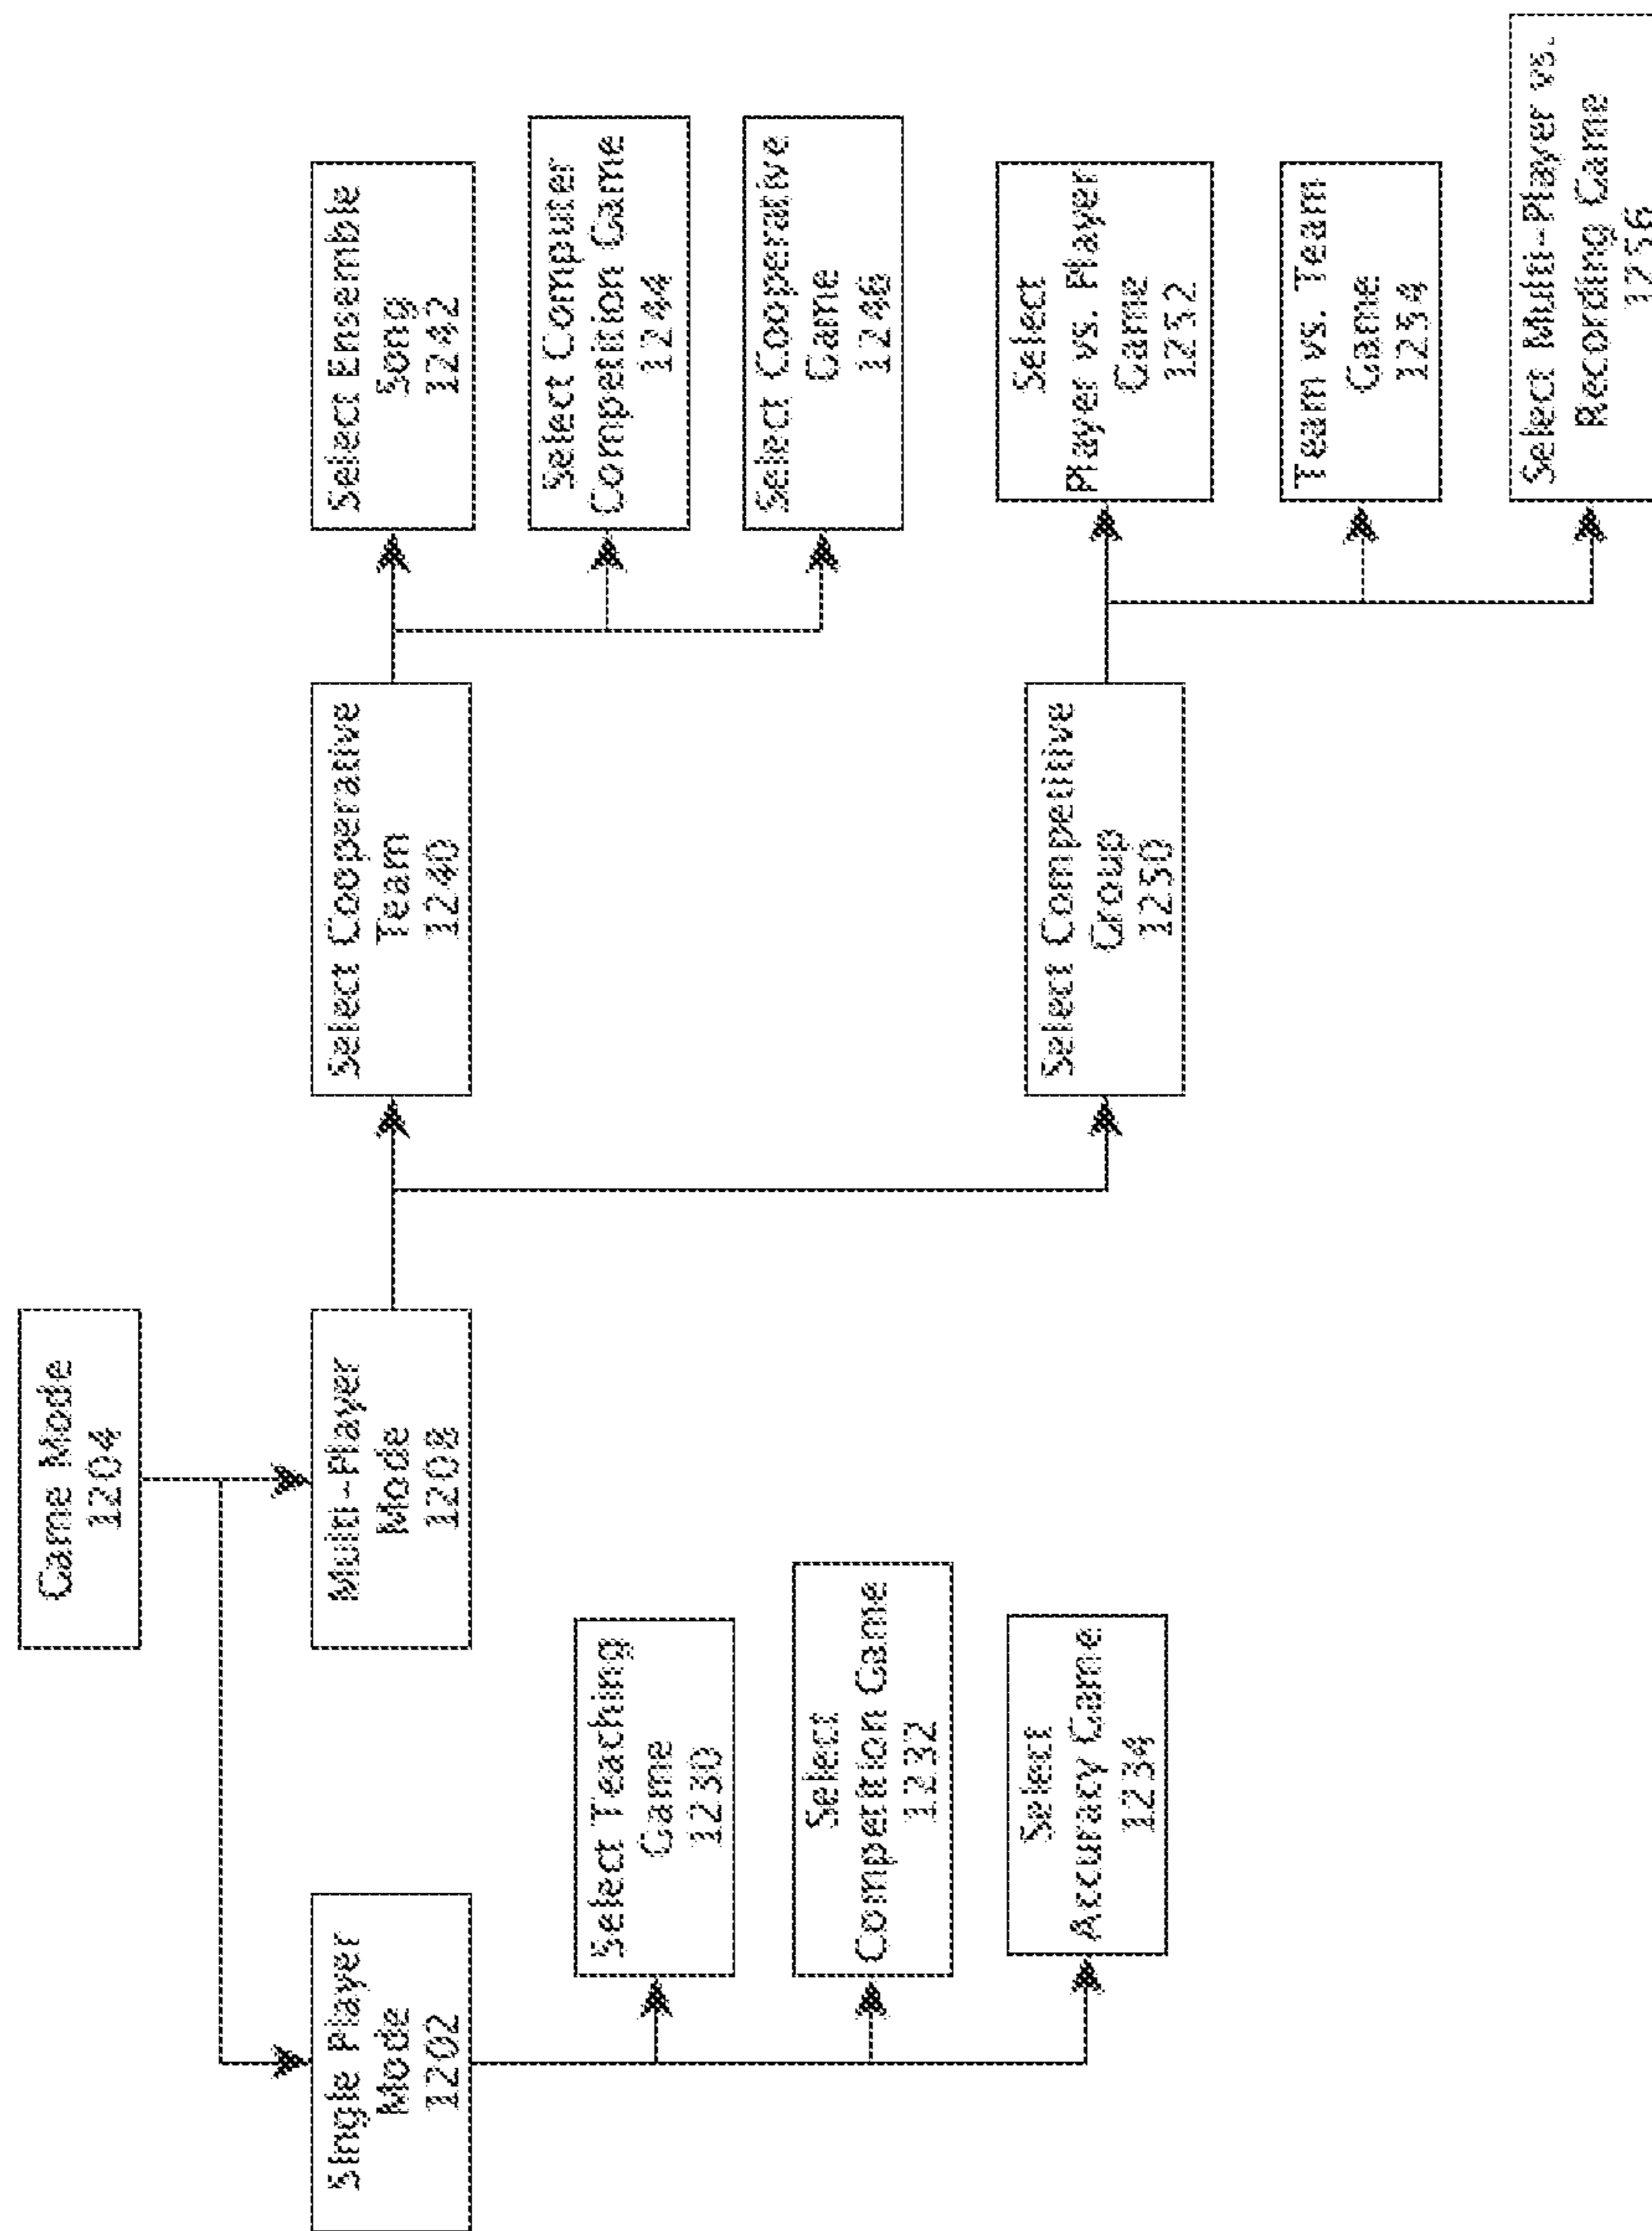 Game Mode
1204
Single Player
Mode
1202
Multi-Player
Mode
1208
Select Teaching
Game
1230
Select
Competition Game
1232
Select
Accuracy Game
1234
Select Cooperative
Team
1240
Select Ensemble
Song
1242
Select Computer
Competition Game
1244
Select Cooperative
Game
1246
Select Competitive
Group
1250
Select
Player vs. Player
Game
1252
Team vs. Team
Game
1254
Select Multi-Player vs.
Recording Game
1256